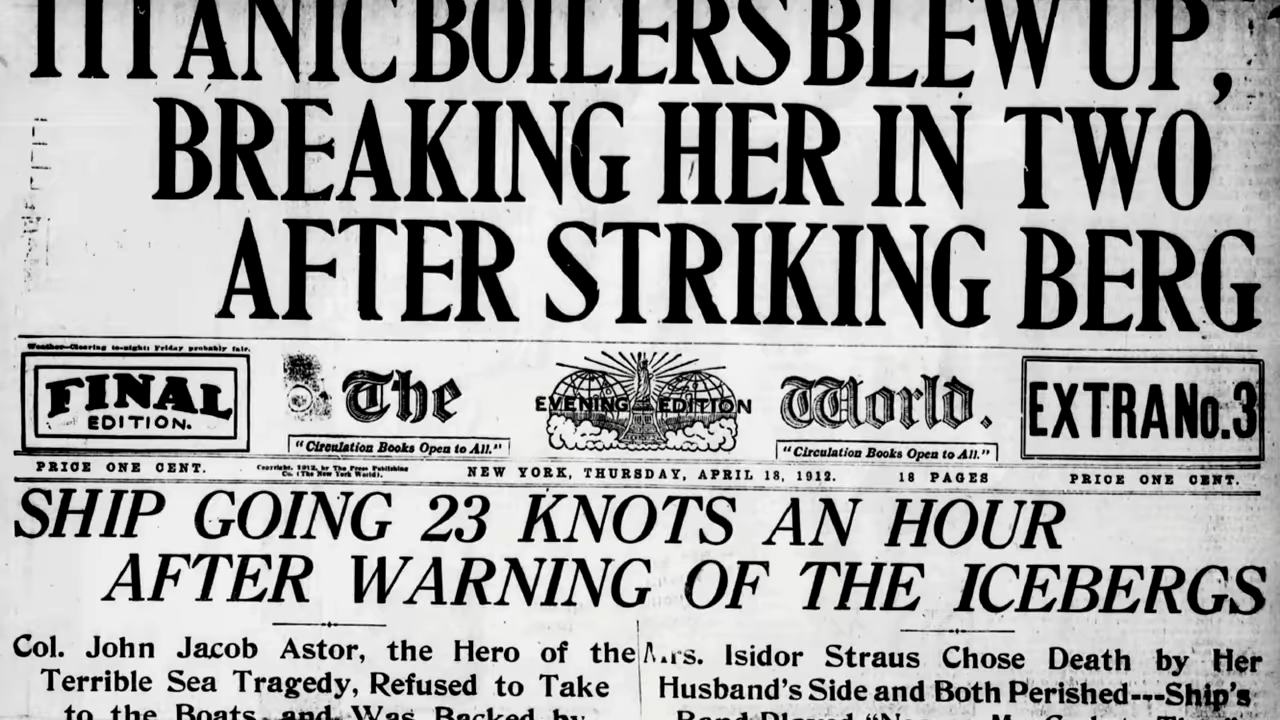 TITANIC BOILERS BLEW UP,
BREAKING HER IN TWO
AFTER STRIKING BERG
Weather—Clearing to-night; Friday probably fair.
FINAL
EDITION.
The
EVENING EDITION
World.
EXTRA No. 3
"Circulation Books Open to All."
"Circulation Books Open to All."
PRICE ONE CENT.
Copyright, 1912, by The Press Publishing
Co. (The New York World).
NEW YORK, THURSDAY, APRIL 18, 1912.
18 PAGES
PRICE ONE CENT.
SHIP GOING 23 KNOTS AN HOUR
AFTER WARNING OF THE ICEBERGS
Col. John Jacob Astor, the Hero of the
Terrible Sea Tragedy, Refused to Take
to the Boats, and Was Backed by
Mrs. Isidor Straus Chose Death by Her
Husband's Side and Both Perished---Ship's
Band Played